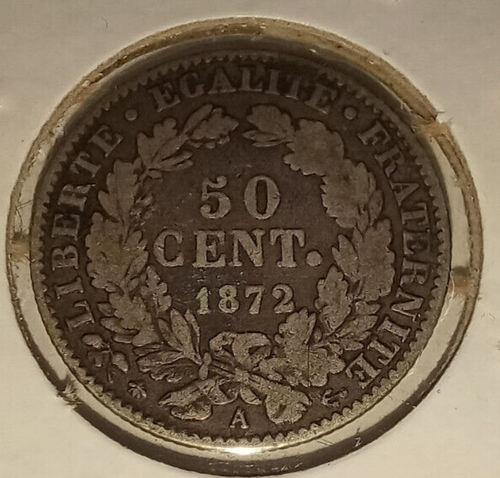 LIBERTE · EGALITE · FRATERNITE
50
CENT.
1872
A